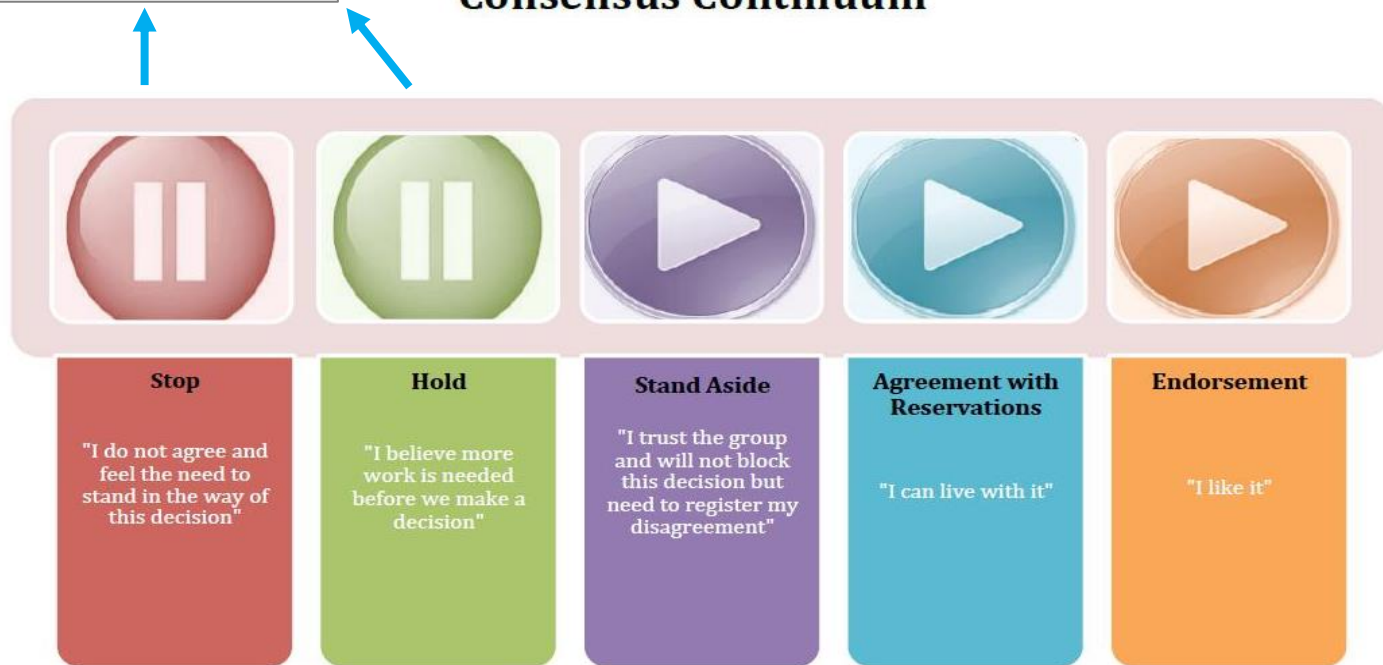 Consensus Continuum
Stop
"I do not agree and
feel the need to
stand in the way of
this decision"
Hold
"I believe more
work is needed
before we make a
decision"
Stand Aside
"I trust the group
and will not block
this decision but
need to register my
disagreement"
Agreement with
Reservations
"I can live with it"
Endorsement
"I like it"